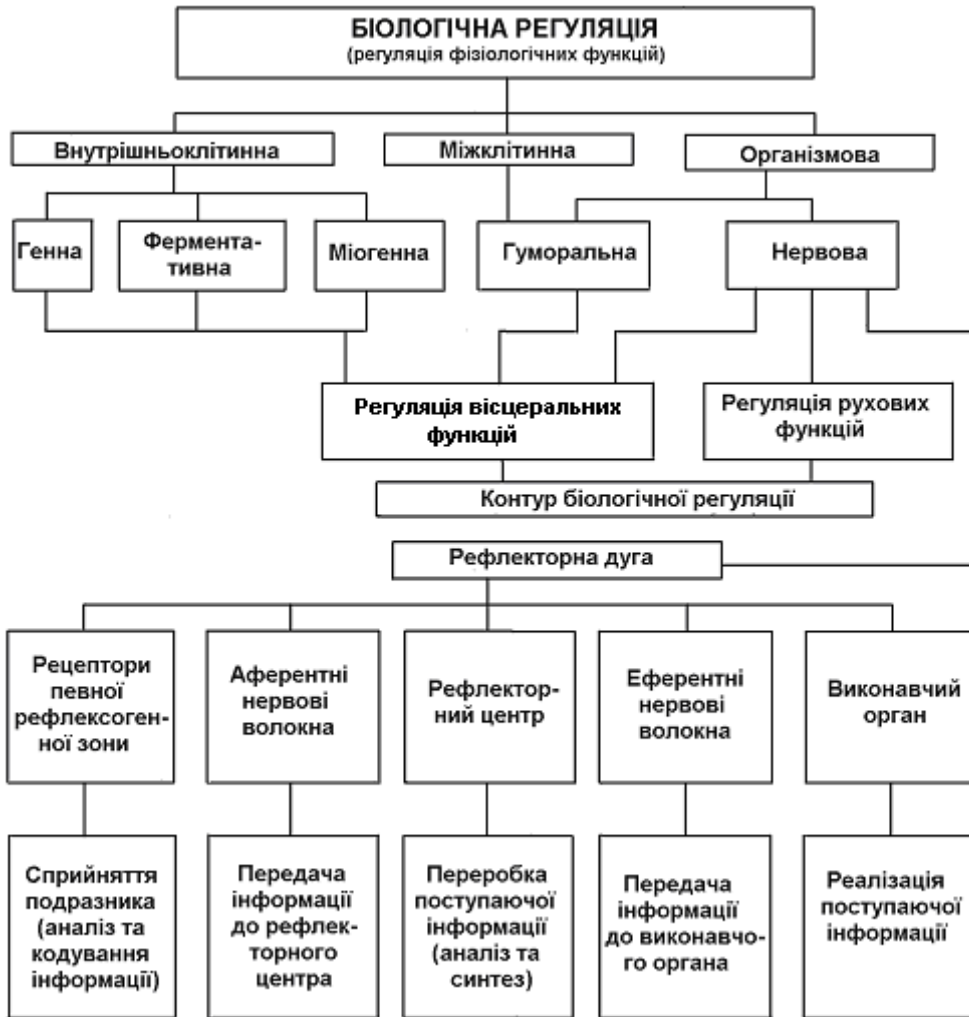 БІОЛОГІЧНА РЕГУЛЯЦІЯ
(регуляція фізіологічних функцій)
Внутрішньоклітинна
Міжклітинна
Організмова
Генна
Фермента-
тивна
Міогенна
Гуморальна
Нервова
Регуляція вісцеральних
функцій
Регуляція рухових
функцій
Контур біологічної регуляції
Рефлекторна дуга
Рецептори
певної
рефлексоген-
ної зони
Аферентні
нервові
волокна
Рефлектор-
ний центр
Еферентні
нервові
волокна
Виконавчий
орган
Сприйняття
подразника
(аналіз та
кодування
інформації)
Передача
інформації
до рефлек-
торного
центра
Переробка
поступаючої
інформації
(аналіз та
синтез)
Передача
інформації
до виконавчо-
го органа
Реалізація
поступаючої
інформації